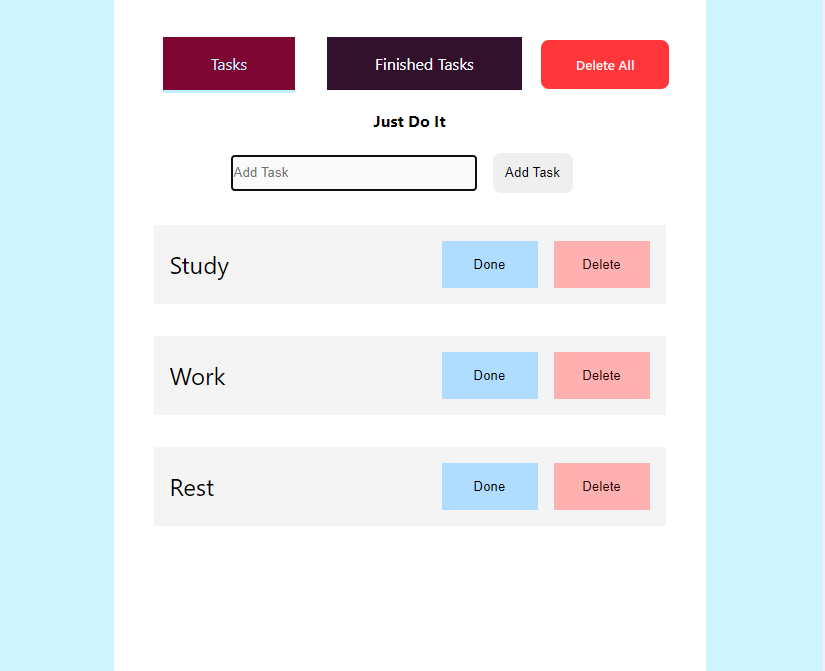 Tasks Finished Tasks Delete All
Just Do It
Add Task Add Task
Study Done Delete
Work Done Delete
Rest Done Delete